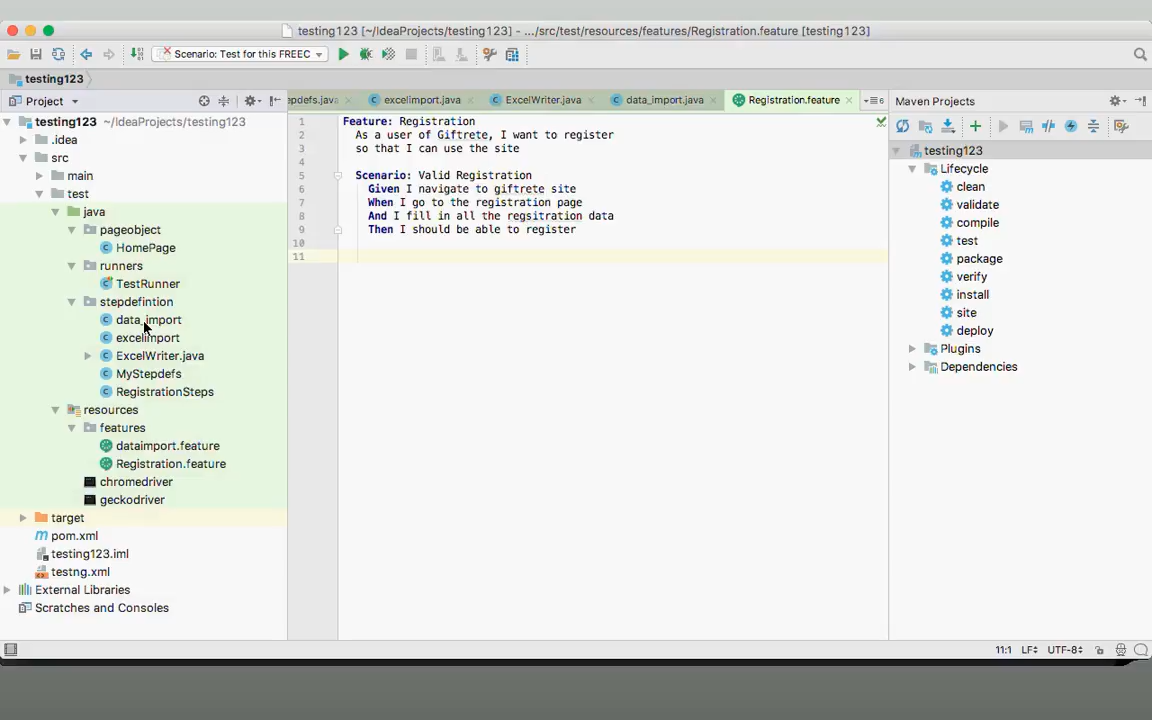 testing123 [~/IdeaProjects/testing123] - .../src/test/resources/features/Registration.feature [testing123]
Scenario: Test for this FREEC
testing123
Project
epdefs.java
excelimport.java
ExcelWriter.java
data_import.java
Registration.feature
6
Maven Projects
testing123 ~/IdeaProjects/testing123
.idea
src
main
test
java
pageobject
HomePage
runners
TestRunner
stepdefintion
data_import
excelimport
ExcelWriter.java
MyStepdefs
RegistrationSteps
resources
features
dataimport.feature
Registration.feature
chromedriver
geckodriver
target
pom.xml
testing123.iml
testng.xml
External Libraries
Scratches and Consoles
1 Feature: Registration
2 As a user of Giftrete, I want to register
3 so that I can use the site
4
5 Scenario: Valid Registration
6 Given I navigate to giftrete site
7 When I go to the registration page
8 And I fill in all the regsitration data
9 Then I should be able to register
10
11
testing123
Lifecycle
clean
validate
compile
test
package
verify
install
site
deploy
Plugins
Dependencies
11:1 LF UTF-8